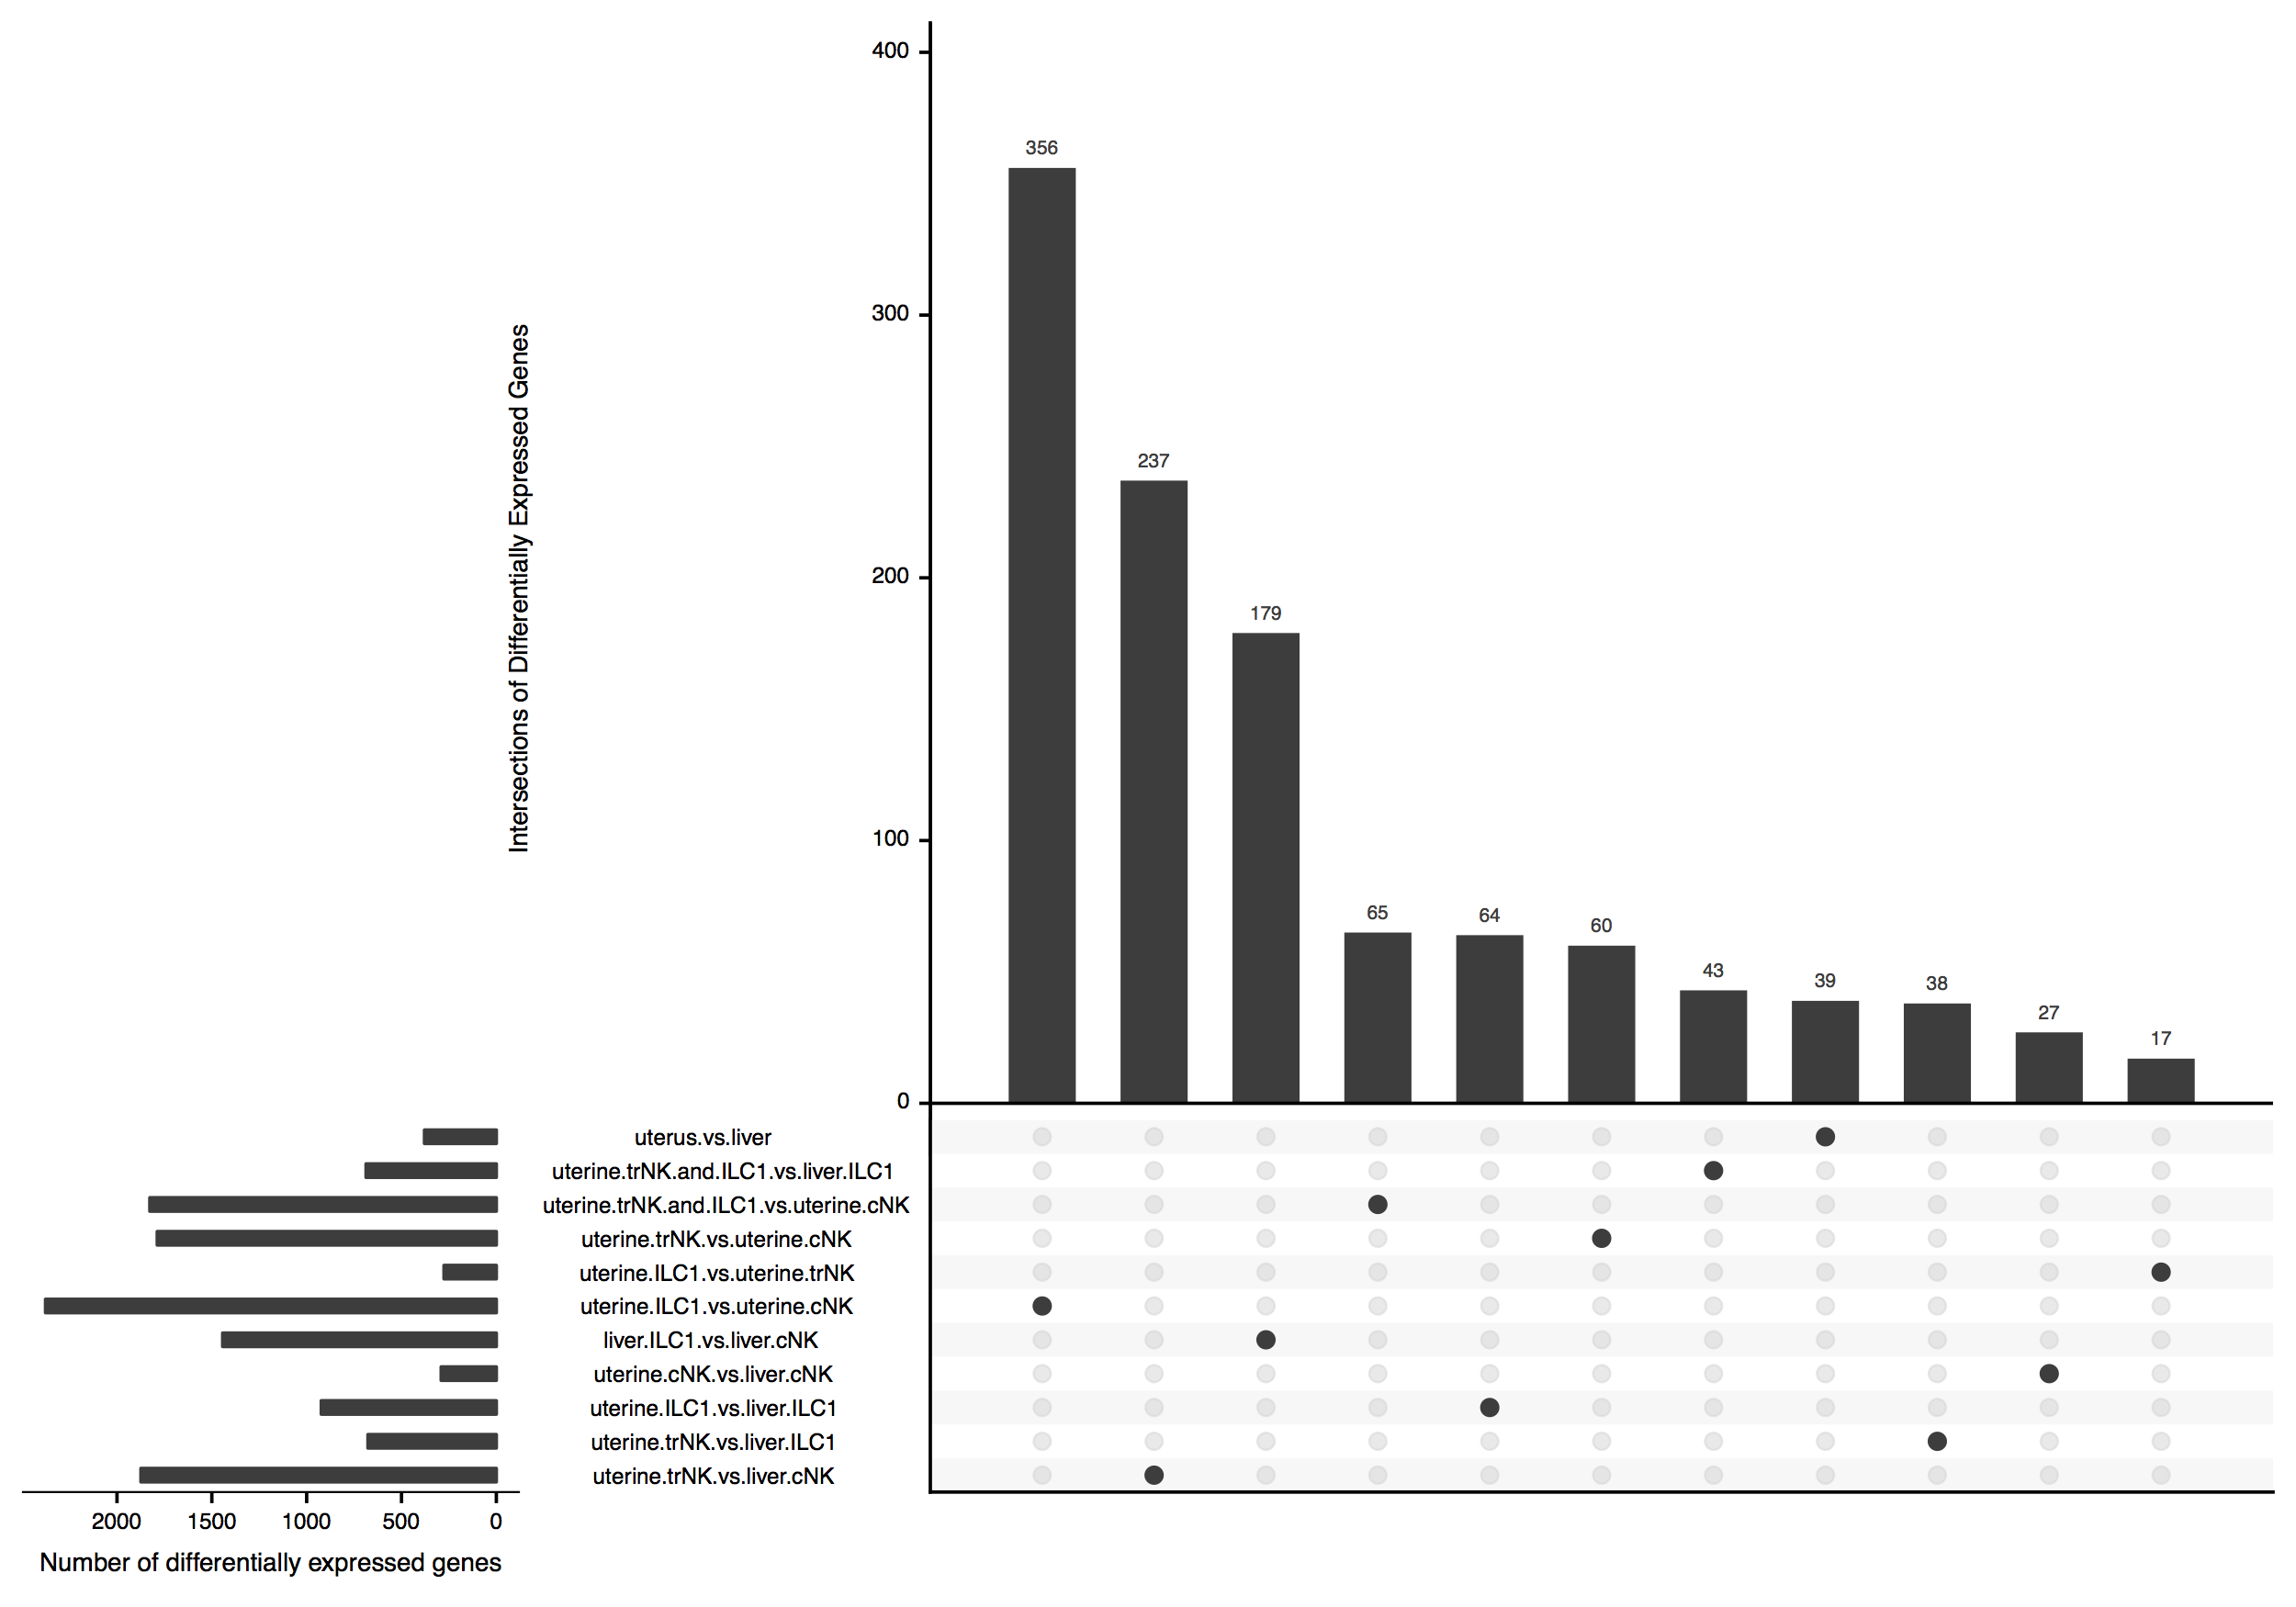 400
300
200
100
0
Intersections of Differentially Expressed Genes
356
237
179
65
64
60
43
39
38
27
17
uterus.vs.liver
uterine.trNK.and.ILC1.vs.liver.ILC1
uterine.trNK.and.ILC1.vs.uterine.cNK
uterine.trNK.vs.uterine.cNK
uterine.ILC1.vs.uterine.trNK
uterine.ILC1.vs.uterine.cNK
liver.ILC1.vs.liver.cNK
uterine.cNK.vs.liver.cNK
uterine.ILC1.vs.liver.ILC1
uterine.trNK.vs.liver.ILC1
uterine.trNK.vs.liver.cNK
2000 1500 1000 500 0
Number of differentially expressed genes